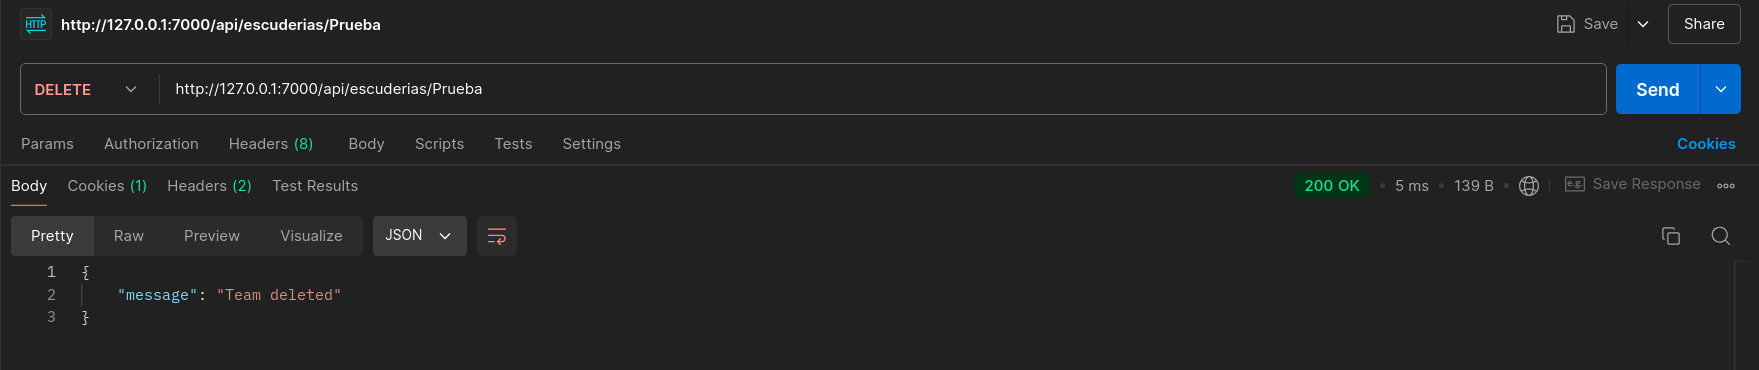 HTTP http://127.0.0.1:7000/api/escuderias/Prueba Save Share
DELETE http://127.0.0.1:7000/api/escuderias/Prueba Send
Params Authorization Headers (8) Body Scripts Tests Settings Cookies
Body Cookies (1) Headers (2) Test Results 200 OK • 5 ms • 139 B • e.g. Save Response
Pretty Raw Preview Visualize JSON
1 {
2 "message": "Team deleted"
3 }